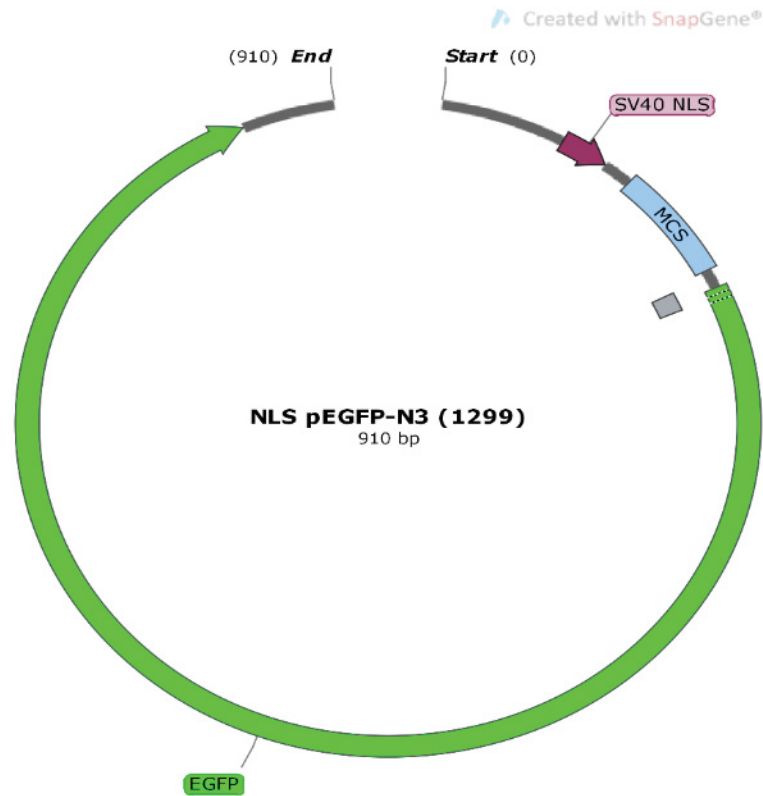 Created with SnapGene®
(910) End
Start (0)
SV40 NLS
MCS
NLS pEGFP-N3 (1299)
910 bp
EGFP